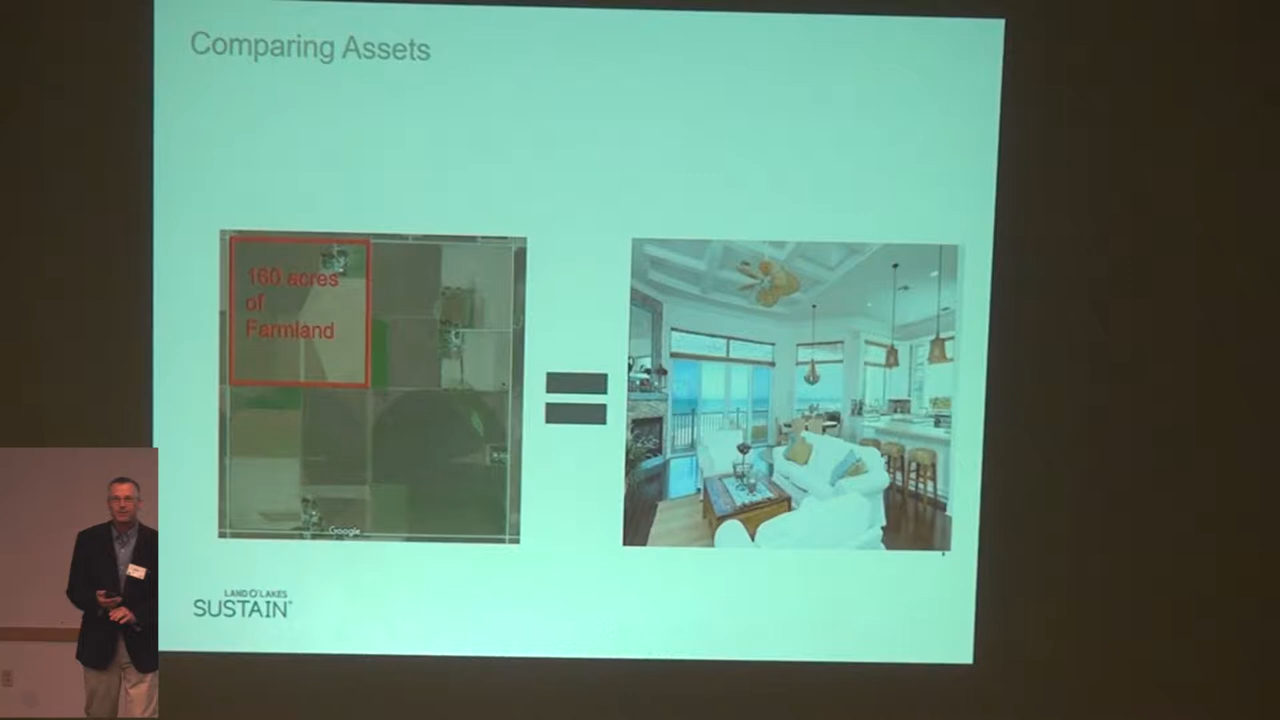 Comparing Assets
160 acres
of
Farmland
Google
LAND O'LAKES
SUSTAIN